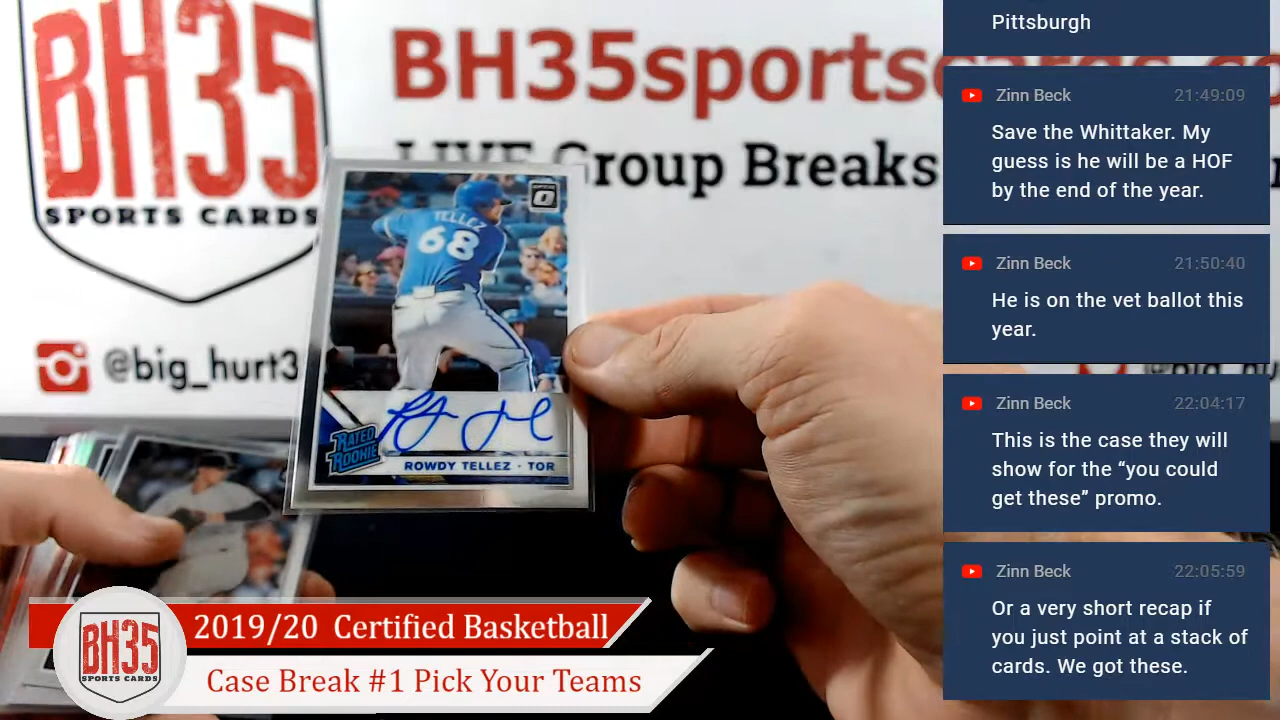 BH35
SPORTS CARDS
BH35sportsc
LIVE Group Breaks
@big_hurt3
TELLEZ
68
OPTIC
RATED
ROOKIE
ROWDY TELLEZ · TOR
BH35
SPORTS CARDS
2019/20 Certified Basketball
Case Break #1 Pick Your Teams
Pittsburgh
Zinn Beck 21:49:09
Save the Whittaker. My
guess is he will be a HOF
by the end of the year.
Zinn Beck 21:50:40
He is on the vet ballot this
year.
Zinn Beck 22:04:17
This is the case they will
show for the “you could
get these” promo.
Zinn Beck 22:05:59
Or a very short recap if
you just point at a stack of
cards. We got these.